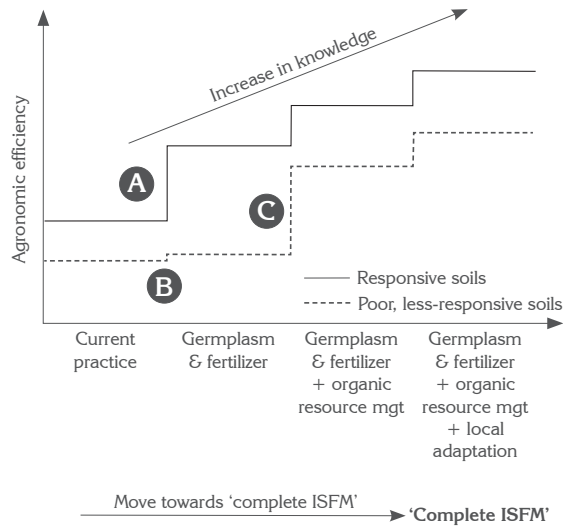 Agronomic efficiency
Increase in knowledge
A
C
B
Responsive soils
Poor, less-responsive soils
Current
practice
Germplasm
& fertilizer
Germplasm
& fertilizer
+ organic
resource mgt
Germplasm
& fertilizer
+ organic
resource mgt
+ local
adaptation
Move towards ‘complete ISFM’
‘Complete ISFM’